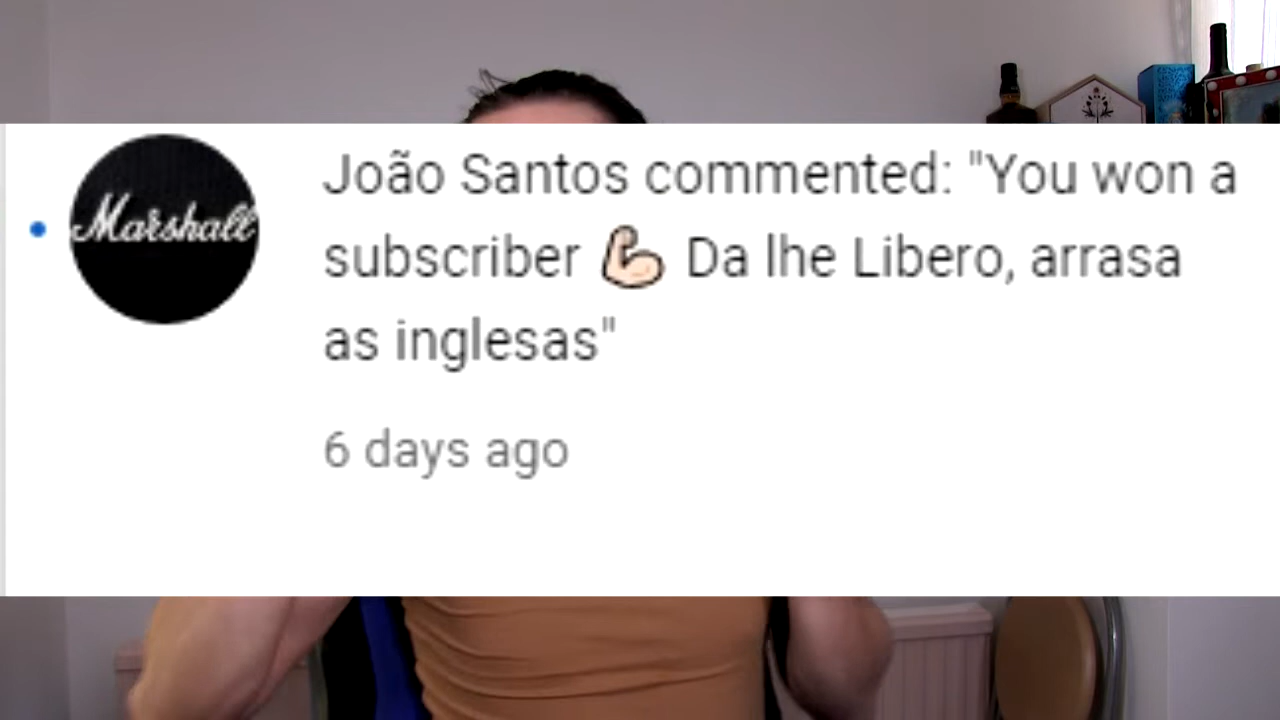 Marshall
João Santos commented: "You won a
subscriber 💪🏻 Da lhe Libero, arrasa
as inglesas"
6 days ago